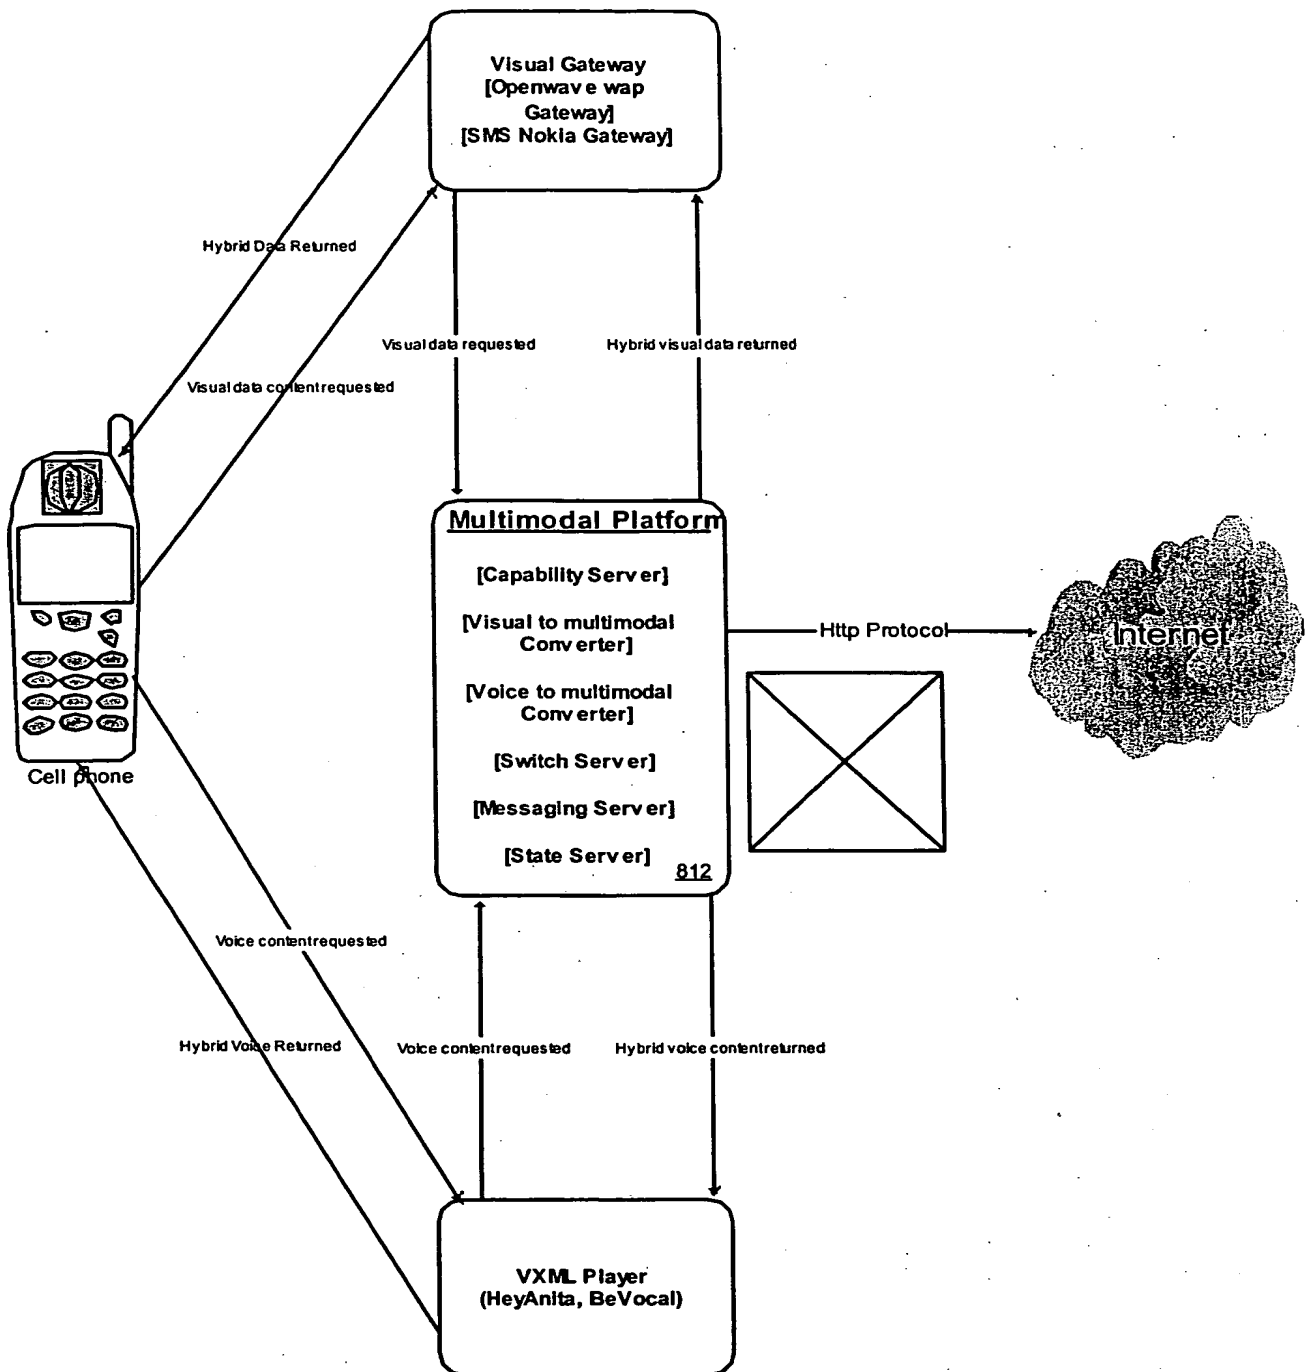 Visual Gateway
[Openwave wap
Gateway]
[SMS Nokia Gateway]
Hybrid Data Returned
Visual data requested
Hybrid visual data returned
Visual data content requested
Multimodal Platform
[Capability Server]
[Visual to multimodal
Converter]
[Voice to multimodal
Converter]
[Switch Server]
[Messaging Server]
[State Server]
812
Http Protocol
Internet
Cell phone
Voice content requested
Hybrid Voice Returned
Voice content requested
Hybrid voice content returned
VXML Player
(HeyAnita, BeVocal)